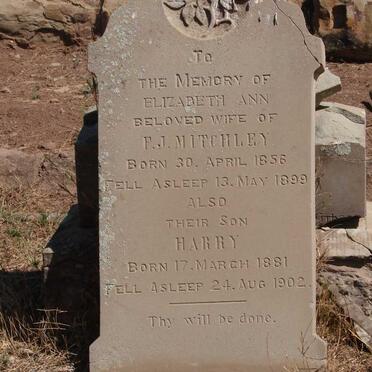 To
THE MEMORY OF
ELIZABETH ANN
BELOVED WIFE OF
F.J. MITCHLEY
BORN 30. APRIL 1856
FELL ASLEEP 13. MAY 1899
ALSO
THEIR SON
HARRY
BORN 17. MARCH 1881
FELL ASLEEP 24. AUG 1902.
Thy will be done.